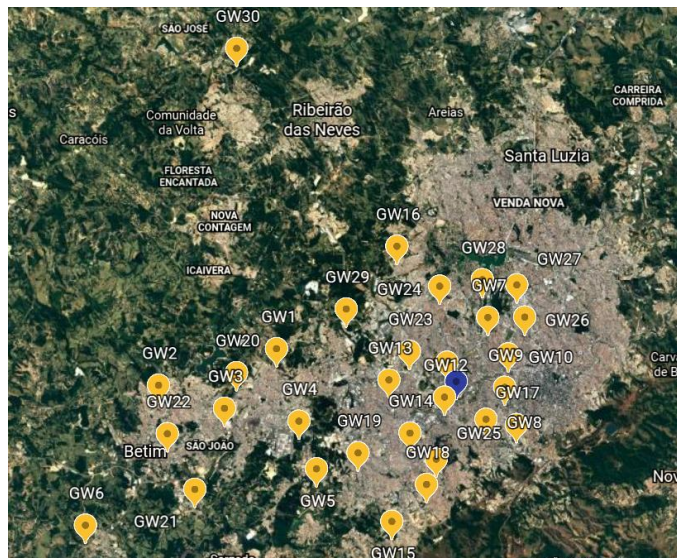 GW30
SÃO JOSÉ
CARREIRA
COMPRIDA
Comunidade
da Volta
Ribeirão
das Neves
Areias
Caracóis
Santa Luzia
FLORESTA
ENCANTADA
VENDA NOVA
NOVA
CONTAGEM
GW16
GW28
GW27
ICAIVERA
GW29
GW24
GW7
GW1
GW23
GW26
GW2
GW20
GW13
GW9
GW10
GW3
GW12
GW22
GW4
GW14
GW17
GW19
GW25
GW8
Betim
SÃO JOÃO
GW18
GW6
GW5
GW21
GW15